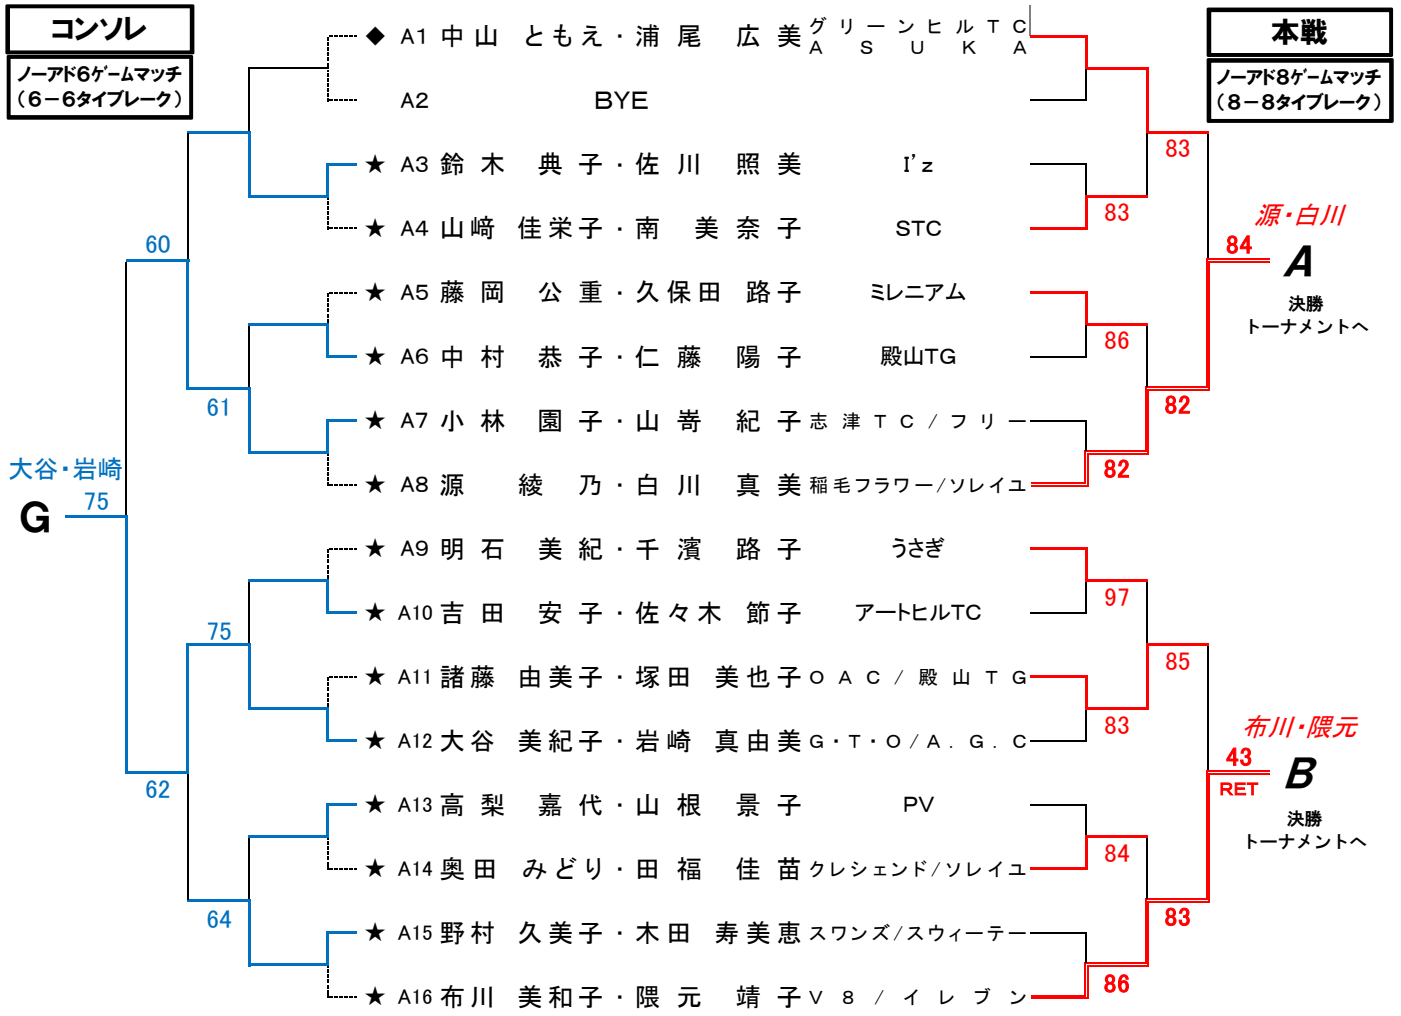 コンソレ
ノーアド6ゲームマッチ
（6－6タイブレーク）
本戦
ノーアド8ゲームマッチ
（8－8タイブレーク）
◆ A1 中山 ともえ・浦尾 広美 グリーンヒルTC
ASUKA
A2 BYE
★ A3 鈴木 典子・佐川 照美 I’z
★ A4 山﨑 佳栄子・南 美奈子 STC
★ A5 藤岡 公重・久保田 路子 ミレニアム
★ A6 中村 恭子・仁藤 陽子 殿山TG
★ A7 小林 園子・山嵜 紀子 志津TC/フリー
★ A8 源 綾乃・白川 真美 稲毛フラワー/ソレイユ
★ A9 明石 美紀・千濱 路子 うさぎ
★ A10 吉田 安子・佐々木 節子 アートヒルTC
★ A11 諸藤 由美子・塚田 美也子 OAC/殿山TG
★ A12 大谷 美紀子・岩崎 真由美 G・T・O/A.G.C
★ A13 高梨 嘉代・山根 景子 PV
★ A14 奥田 みどり・田福 佳苗 クレシェンド/ソレイユ
★ A15 野村 久美子・木田 寿美恵 スワンズ/スウィーテー
★ A16 布川 美和子・隈元 靖子 V8/イレブン
60
61
大谷・岩崎
75
G
75
62
64
83
83
源・白川
84
A
決勝
トーナメントへ
86
82
82
97
85
83
布川・隈元
43
RET
B
決勝
トーナメントへ
84
83
86